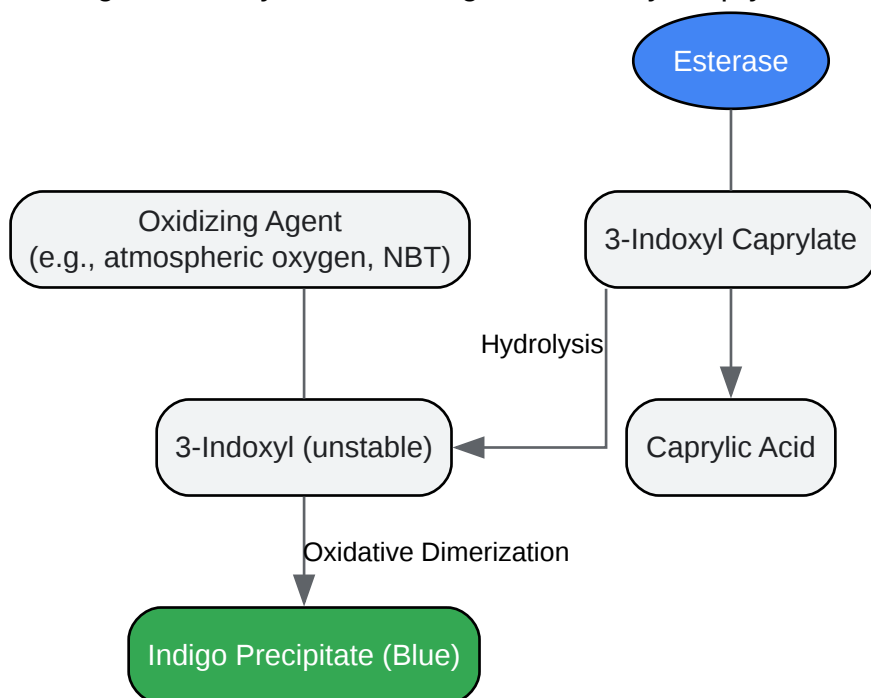 Esterase
Oxidizing Agent
(e.g., atmospheric oxygen, NBT)
3-Indoxyl Caprylate
Hydrolysis
3-Indoxyl (unstable)
Caprylic Acid
Oxidative Dimerization
Indigo Precipitate (Blue)